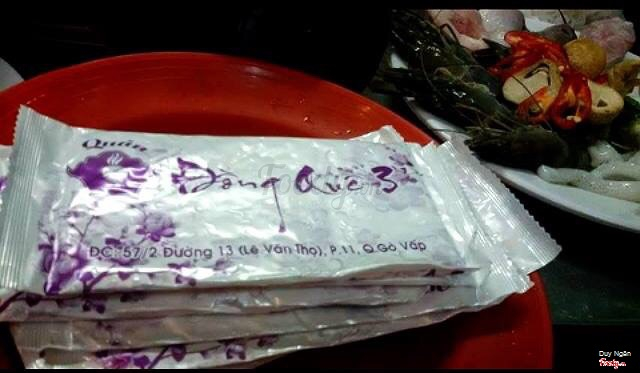 Quán
Đồng Quê 3
ĐC: 57/2 Đường 13 (Lê Văn Thọ), P.11, Q.Gò Vấp
Duy Ngân
Foody.vn